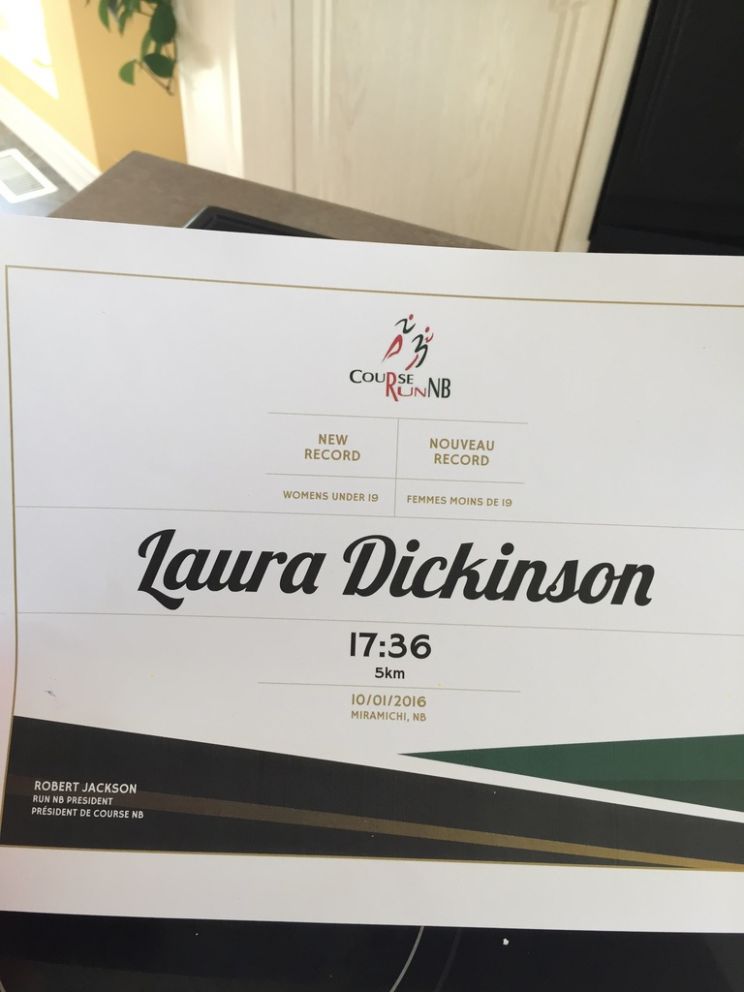 COURSE
RUN NB
NEW
RECORD
NOUVEAU
RECORD
WOMENS UNDER 19
FEMMES MOINS DE 19
Laura Dickinson
17:36
5km
10/01/2016
MIRAMICHI, NB
ROBERT JACKSON
RUN NB PRESIDENT
PRÉSIDENT DE COURSE NB